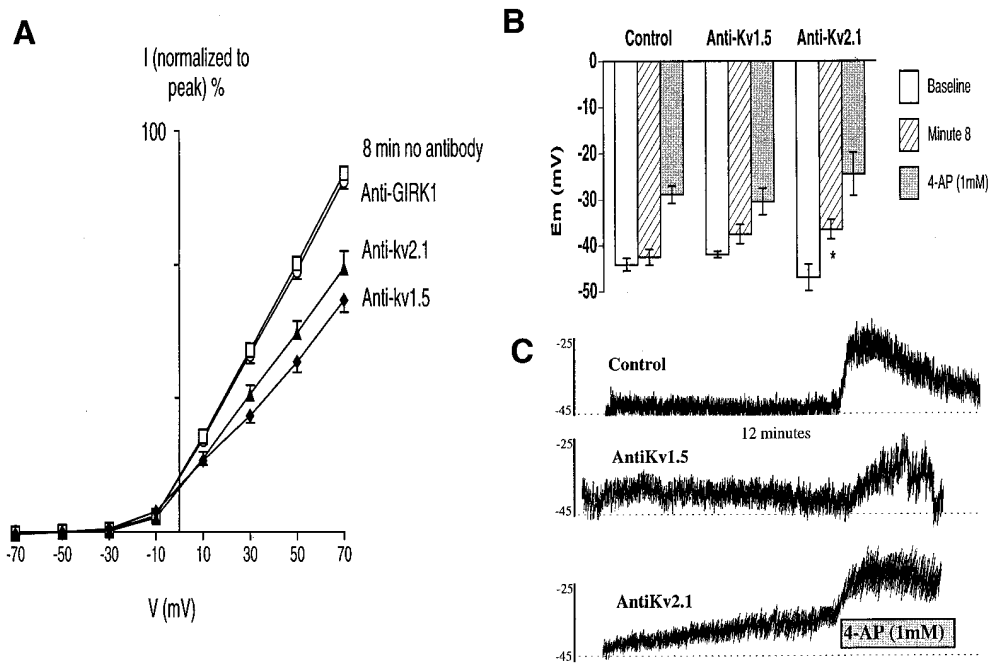 A
I (normalized to
peak) %
100
8 min no antibody
Anti-GIRK1
Anti-kv2.1
Anti-kv1.5
-70 -50 -30 -10 10 30 50 70
V (mV)
B
Control Anti-Kv1.5 Anti-Kv2.1
0
-10
-20
-30
-40
-50
Em (mV)
*
Baseline
Minute 8
4-AP (1mM)
C
-25
Control
-45
12 minutes
-25
AntiKv1.5
-45
-25
AntiKv2.1
4-AP (1mM)
-45